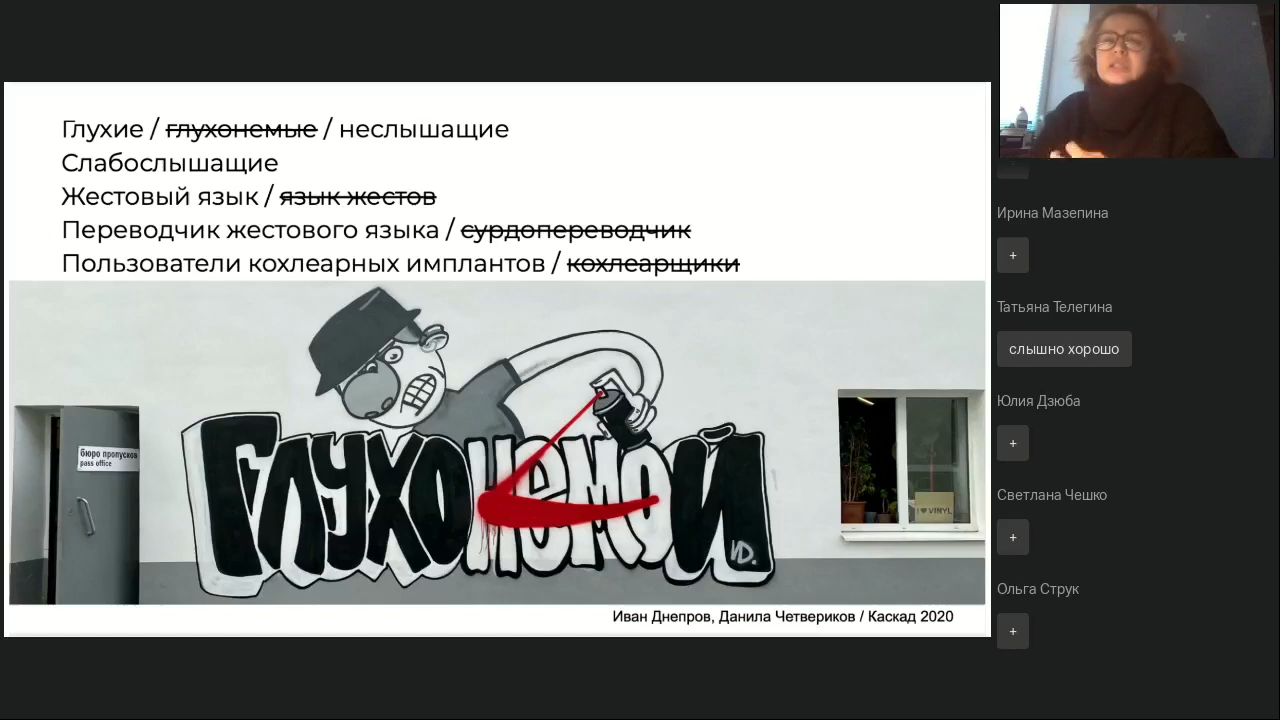 Глухие / глухонемые / неслышащие
Слабослышащие
Жестовый язык / язык жестов
Переводчик жестового языка / сурдопереводчик
Пользователи кохлеарных имплантов / кохлеарщики
бюро пропусков
pass office
Глухонемой
VD.
I ♥ VINYL
Иван Днепров, Данила Четвериков / Каскад 2020
Ирина Мазепина
+
Татьяна Телегина
слышно хорошо
Юлия Дзюба
+
Светлана Чешко
+
Ольга Струк
+